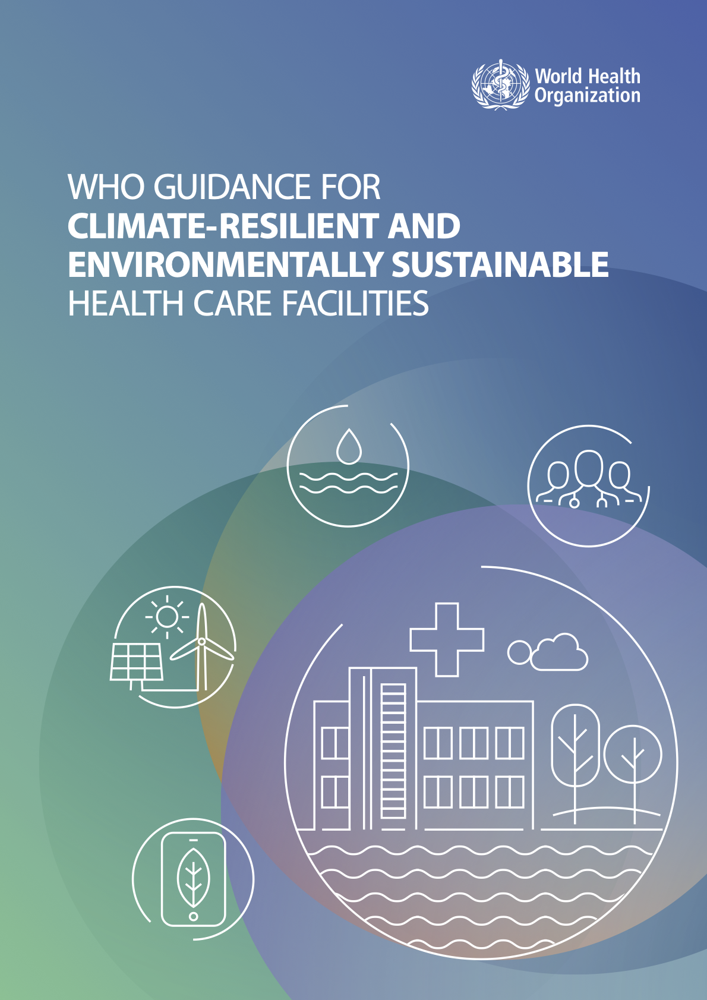 World Health
Organization
WHO GUIDANCE FOR
CLIMATE-RESILIENT AND
ENVIRONMENTALLY SUSTAINABLE
HEALTH CARE FACILITIES